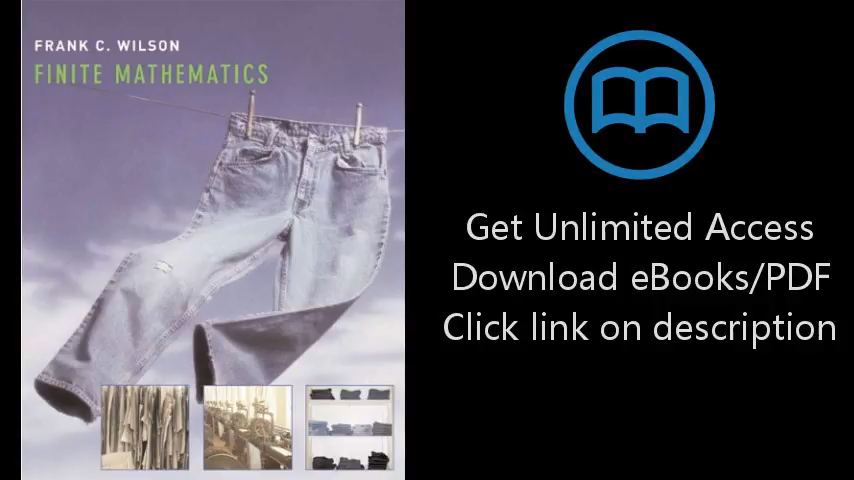 FRANK C. WILSON
FINITE MATHEMATICS
Get Unlimited Access
Download eBooks/PDF
Click link on description